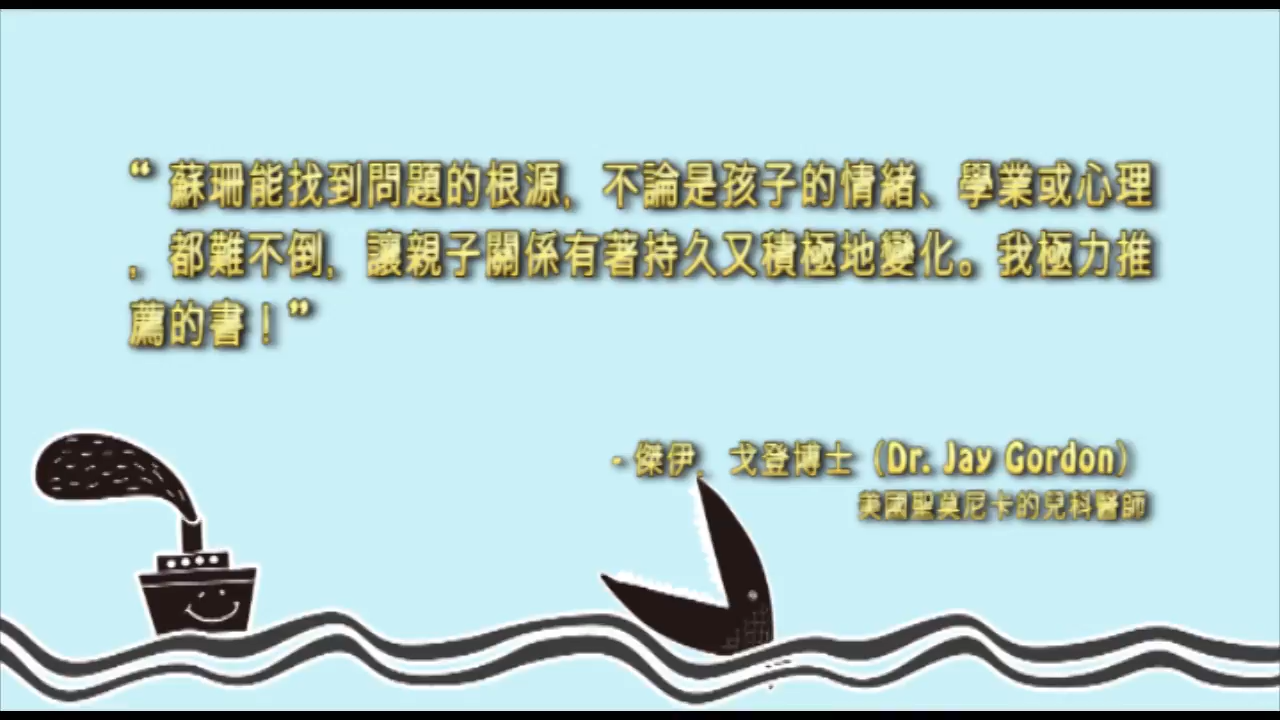 “ 蘇珊能找到問題的根源，不論是孩子的情緒、學業或心理
，都難不倒，讓親子關係有著持久又積極地變化。我極力推
薦的書！”
- 傑伊．戈登博士（Dr. Jay Gordon）
美國聖莫尼卡的兒科醫師